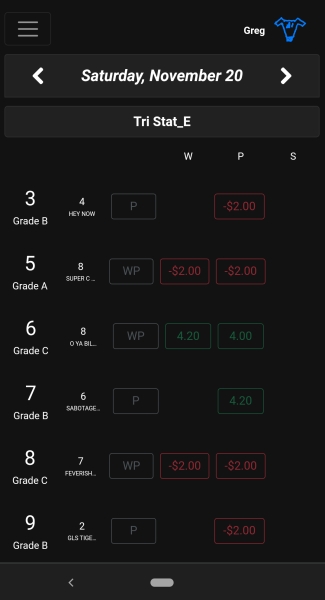 Greg
Saturday, November 20
Tri Stat_E
W P S
3 4 P -$2.00
Grade B HEY NOW
5 8 WP -$2.00 -$2.00
Grade A SUPER C ...
6 8 WP 4.20 4.00
Grade C O YA BIL...
7 6 P 4.20
Grade B SABOTAGE...
8 7 WP -$2.00 -$2.00
Grade C FEVERISH...
9 2 P -$2.00
Grade B GLS TIGE...